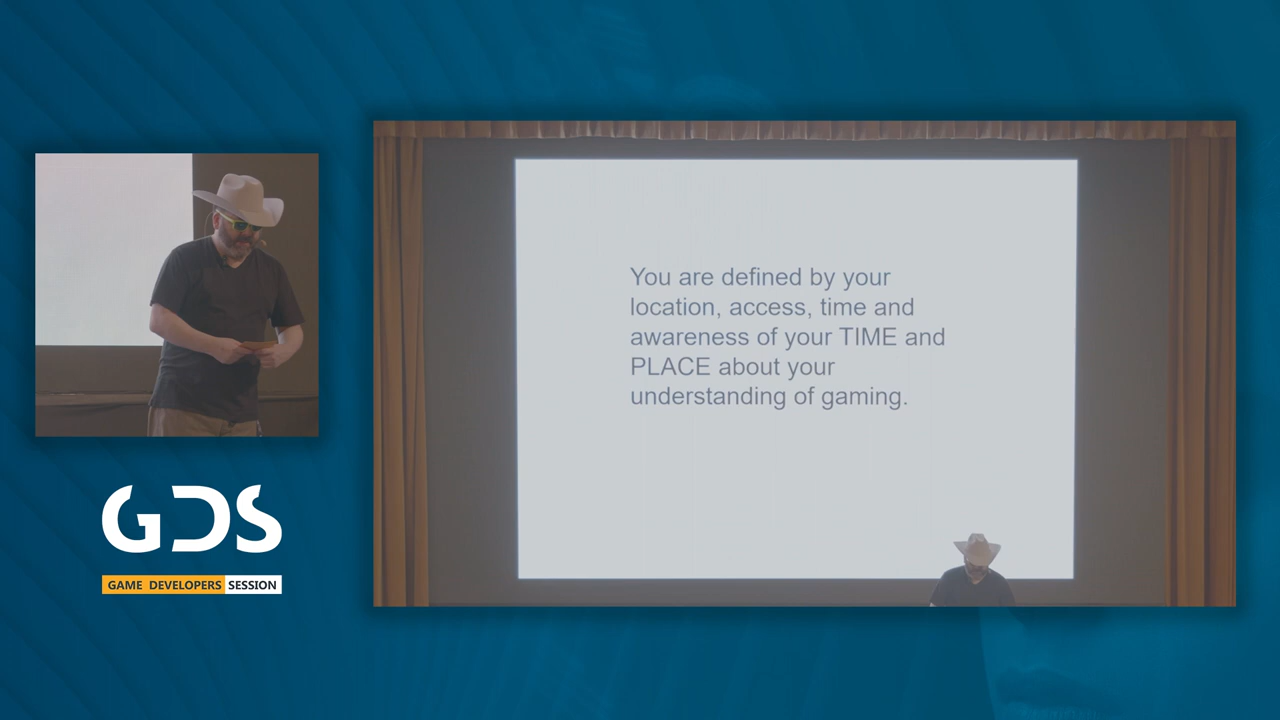 You are defined by your
location, access, time and
awareness of your TIME and
PLACE about your
understanding of gaming.
GDS
GAME DEVELOPERS SESSION